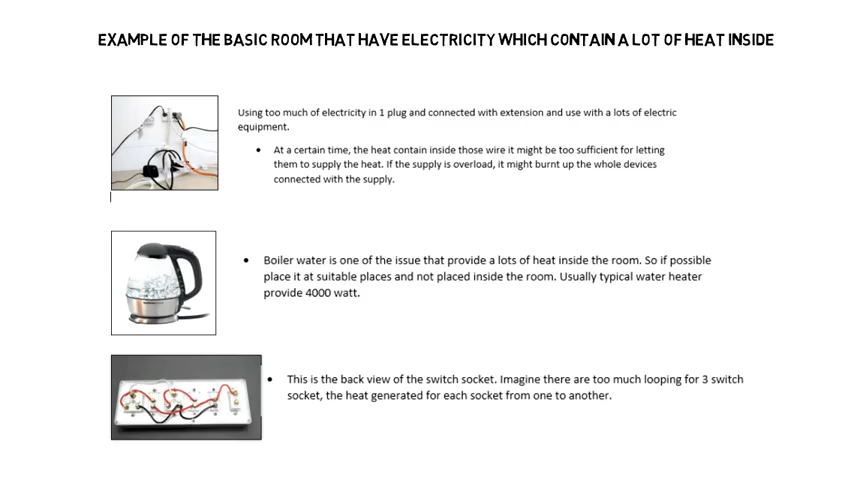 EXAMPLE OF THE BASIC ROOM THAT HAVE ELECTRICITY WHICH CONTAIN A LOT OF HEAT INSIDE
Using too much of electricity in 1 plug and connected with extension and use with a lots of electric
equipment.
• At a certain time, the heat contain inside those wire it might be too sufficient for letting
them to supply the heat. If the supply is overload, it might burnt up the whole devices
connected with the supply.
• Boiler water is one of the issue that provide a lots of heat inside the room. So if possible
place it at suitable places and not placed inside the room. Usually typical water heater
provide 4000 watt.
• This is the back view of the switch socket. Imagine there are too much looping for 3 switch
socket, the heat generated for each socket from one to another.